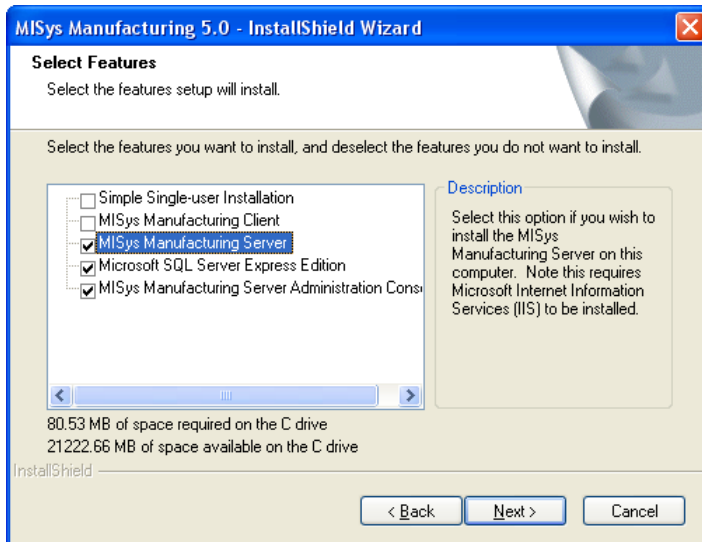 MISys Manufacturing 5.0 - InstallShield Wizard
Select Features
Select the features setup will install.
Select the features you want to install, and deselect the features you do not want to install.
Simple Single-user Installation
MISys Manufacturing Client
MISys Manufacturing Server
Microsoft SQL Server Express Edition
MISys Manufacturing Server Administration Conso
Description
Select this option if you wish to
install the MISys
Manufacturing Server on this
computer. Note this requires
Microsoft Internet Information
Services (IIS) to be installed.
80.53 MB of space required on the C drive
21222.66 MB of space available on the C drive
InstallShield
< Back
Next >
Cancel